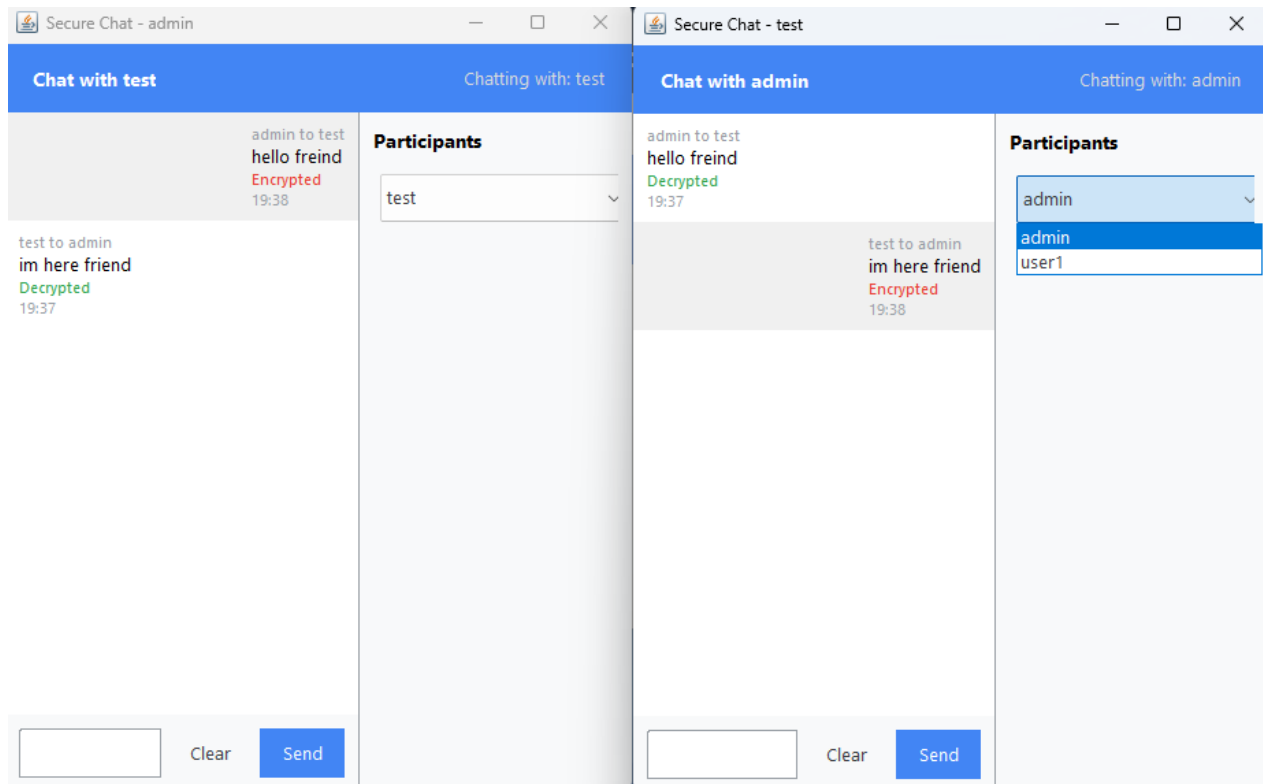 Secure Chat - admin
Chat with test
Chatting with: test
admin to test
hello freind
Encrypted
19:38
test to admin
im here friend
Decrypted
19:37
Participants
test
Clear
Send
Secure Chat - test
Chat with admin
Chatting with: admin
admin to test
hello freind
Decrypted
19:37
test to admin
im here friend
Encrypted
19:38
Participants
admin
admin
user1
Clear
Send